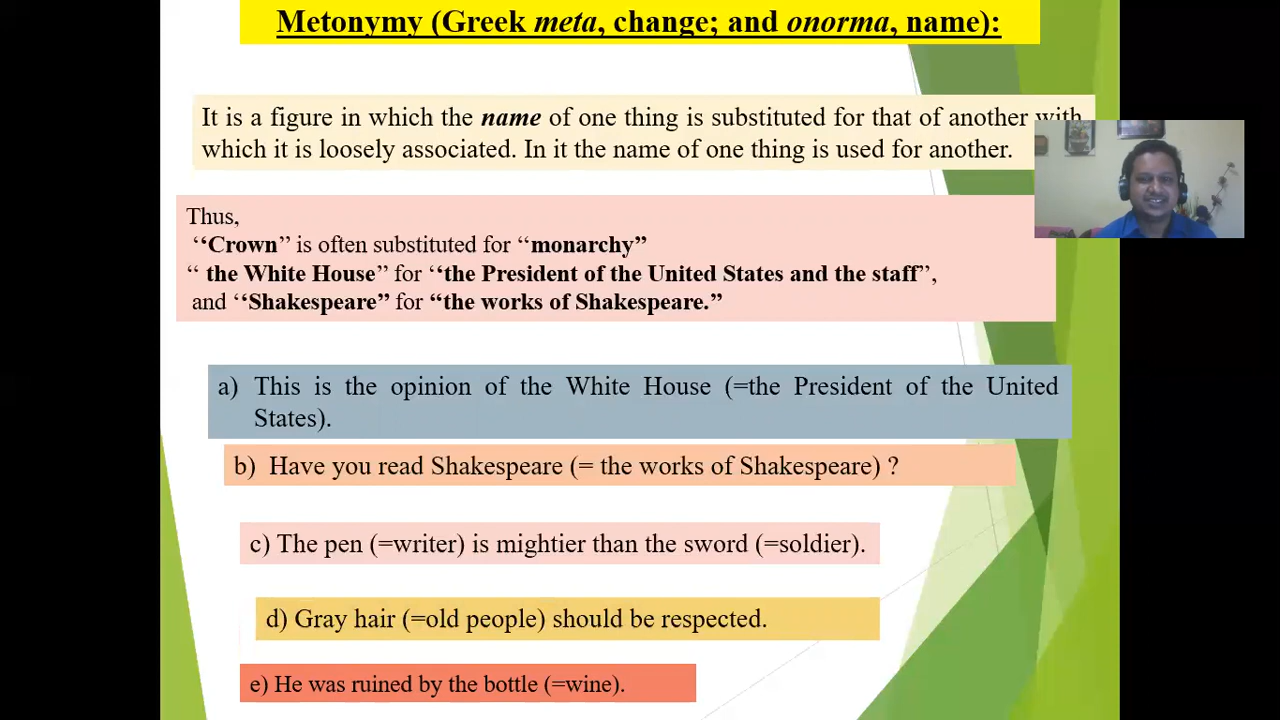 Metonymy (Greek meta, change; and onorma, name):
It is a figure in which the name of one thing is substituted for that of another with
which it is loosely associated. In it the name of one thing is used for another.
Thus,
‘‘Crown’’ is often substituted for ‘‘monarchy”
‘‘ the White House’’ for ‘‘the President of the United States and the staff’’,
and ‘‘Shakespeare” for “the works of Shakespeare.”
a) This is the opinion of the White House (=the President of the United
States).
b) Have you read Shakespeare (= the works of Shakespeare) ?
c) The pen (=writer) is mightier than the sword (=soldier).
d) Gray hair (=old people) should be respected.
e) He was ruined by the bottle (=wine).